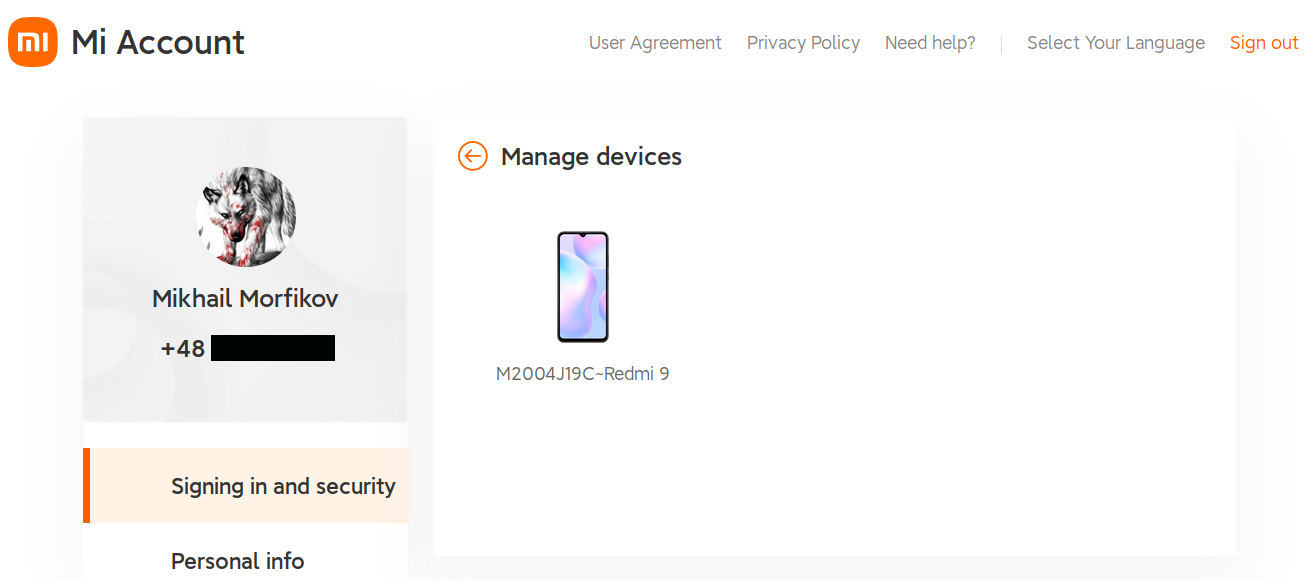 Mi Account
User Agreement Privacy Policy Need help? Select Your Language Sign out
Mikhail Morfikov
+48
Signing in and security
Personal info
Manage devices
M2004J19C~Redmi 9